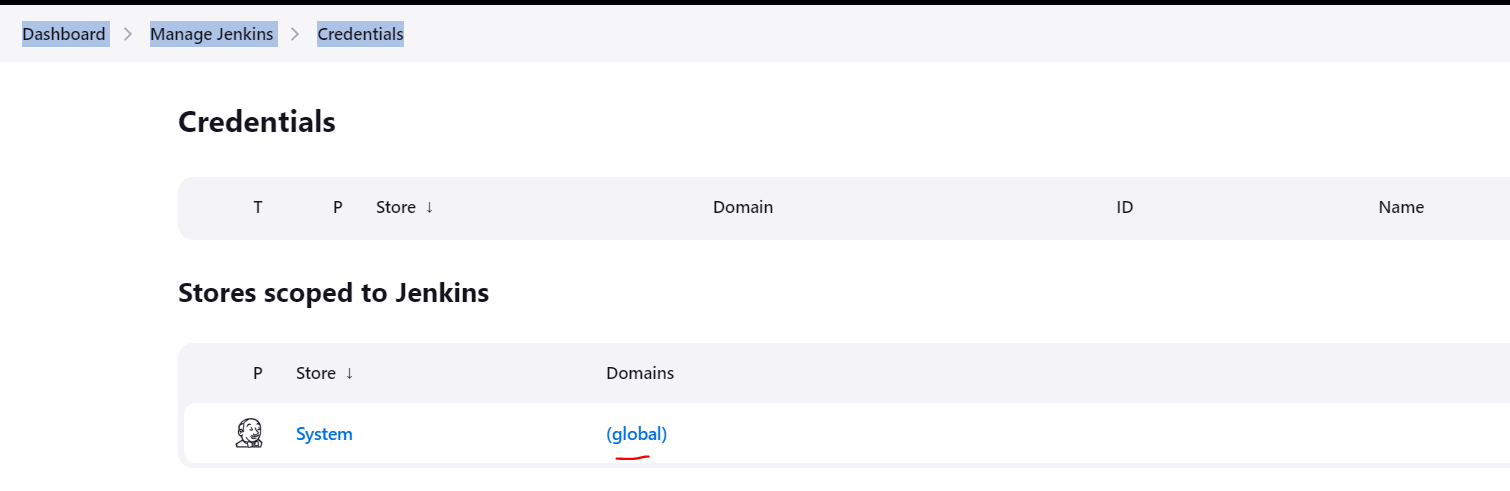 Dashboard > Manage Jenkins > Credentials
Credentials
T P Store ↓ Domain ID Name
Stores scoped to Jenkins
P Store ↓ Domains
System (global)